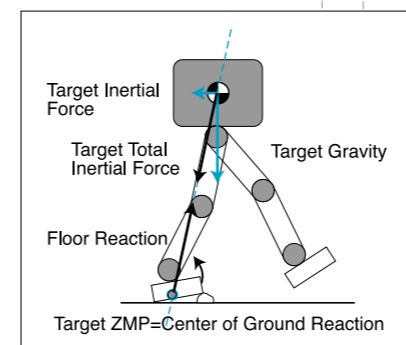 Target Inertial
Force
Target Total
Inertial Force
Target Gravity
Floor Reaction
Target ZMP=Center of Ground Reaction